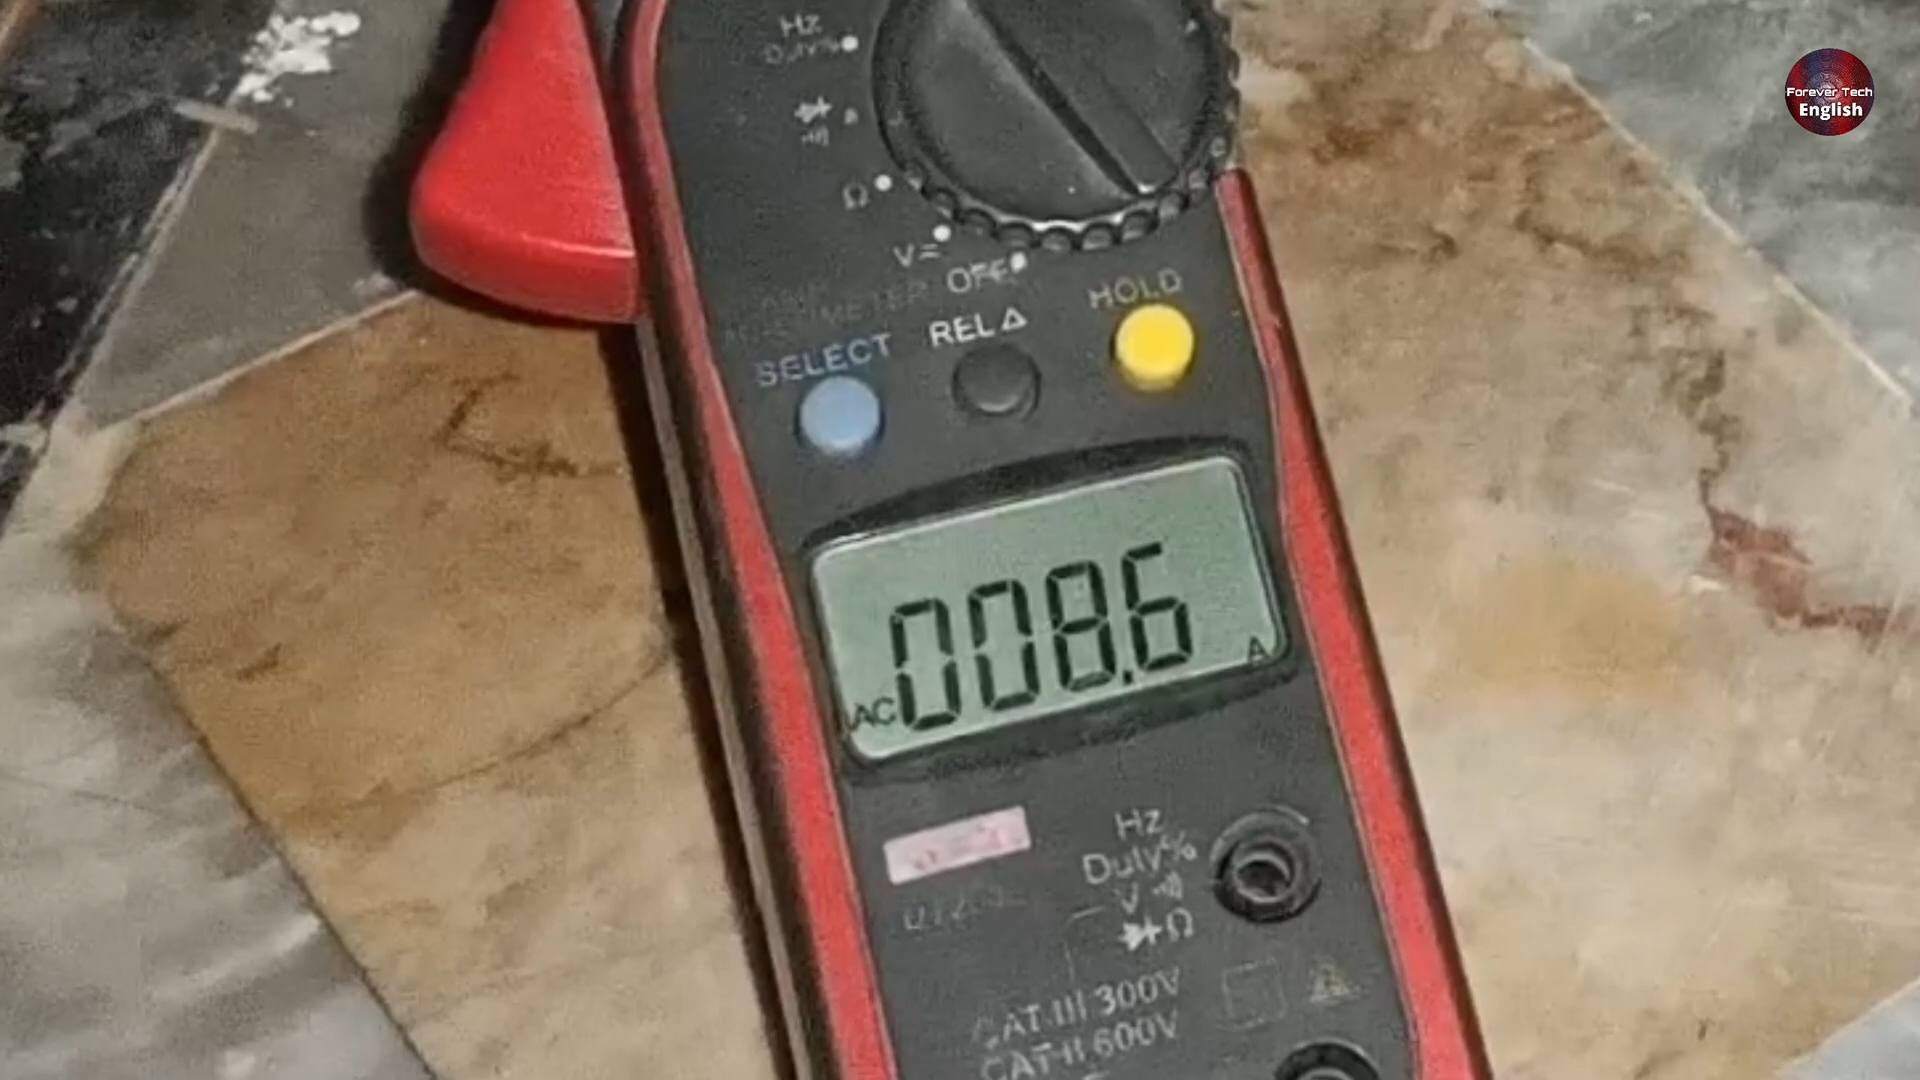 Hz
Duty%
Ω
V
OFF
Forever Tech
English
SELECT
REL Δ
HOLD
008.6
AC
A
Hz
Duty%
V
Ω
CAT III 300V
CAT II 600V